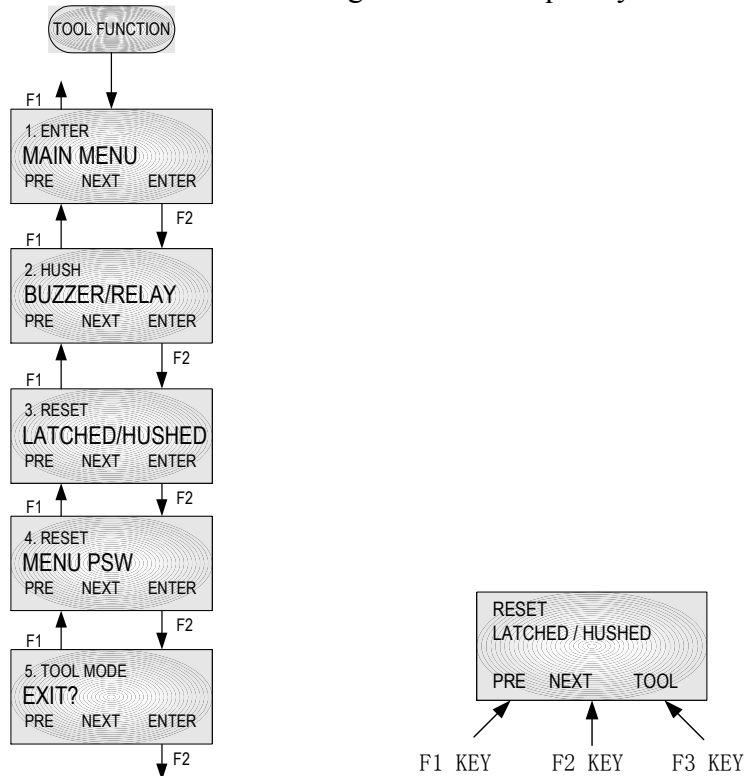 TOOL FUNCTION
F1
1. ENTER
MAIN MENU
PRE NEXT ENTER
F1
F2
2. HUSH
BUZZER/RELAY
PRE NEXT ENTER
F1
F2
3. RESET
LATCHED/HUSHED
PRE NEXT ENTER
F1
F2
4. RESET
MENU PSW
PRE NEXT ENTER
F1
F2
5. TOOL MODE
EXIT?
PRE NEXT ENTER
F2
RESET
LATCHED / HUSHED
PRE NEXT TOOL
F1 KEY F2 KEY F3 KEY